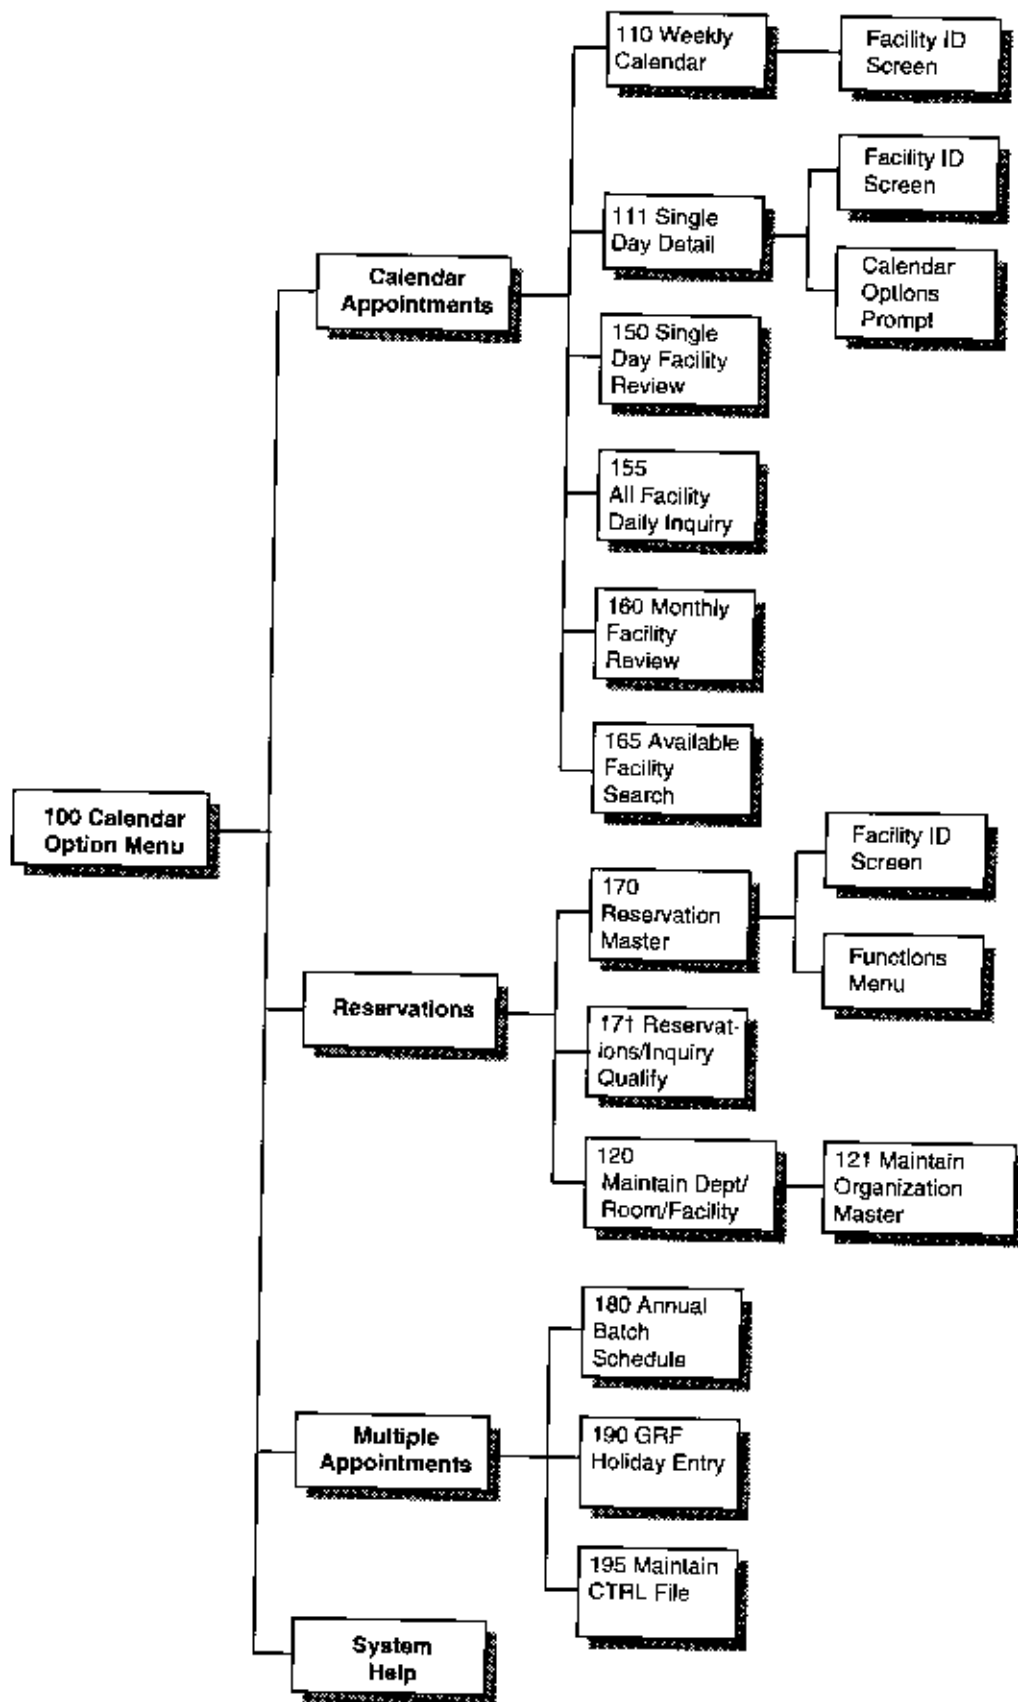 110 Weekly
Calendar
Facility ID
Screen
Facility ID
Screen
111 Single
Day Detail
Calendar
Options
Prompt
Calendar
Appointments
150 Single
Day Facility
Review
155
All Facility
Daily Inquiry
160 Monthly
Facility
Review
165 Available
Facility
Search
100 Calendar
Option Menu
Facility ID
Screen
170
Reservation
Master
Functions
Menu
Reservations
171 Reservat-
ions/Inquiry
Qualify
120
Maintain Dept/
Room/Facility
121 Maintain
Organization
Master
180 Annual
Batch
Schedule
Multiple
Appointments
190 GRF
Holiday Entry
195 Maintain
CTRL File
System
Help